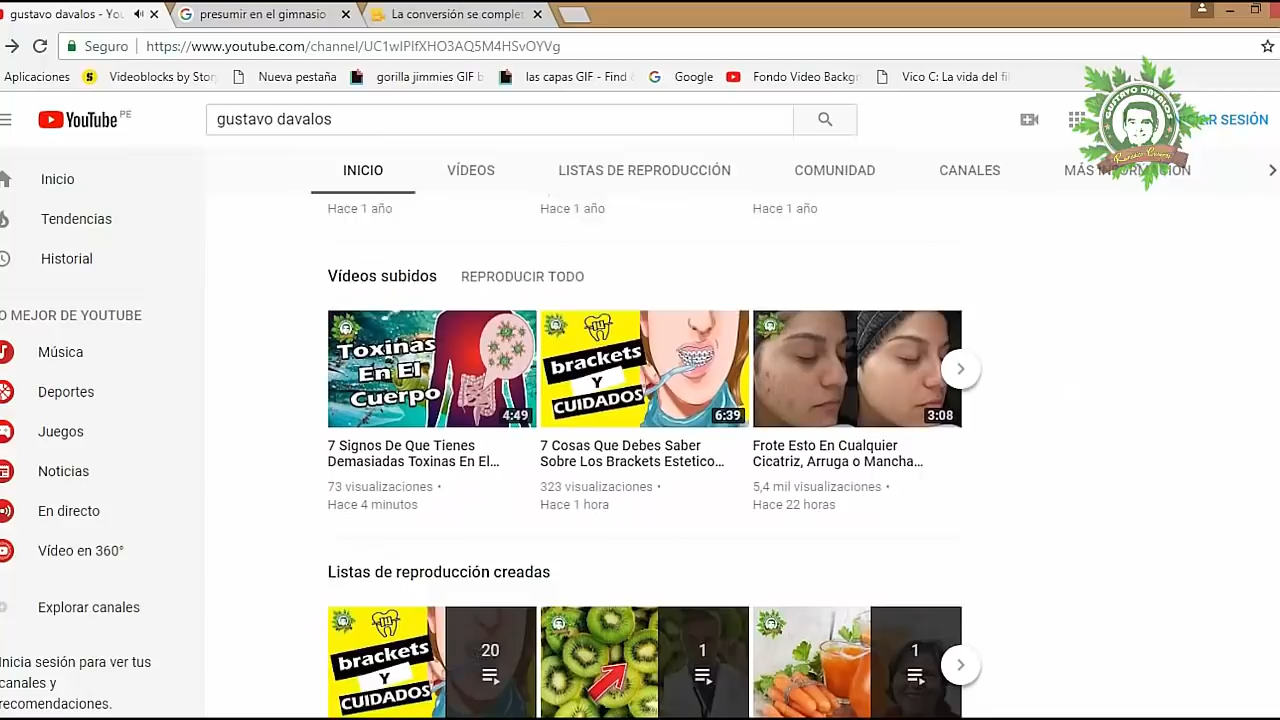 gustavo davalos - You
presumir en el gimnasio
La conversión se complet
Seguro
https://www.youtube.com/channel/UC1wIPlfXHO3AQ5M4HSvOYVg
Aplicaciones
Videoblocks by Stor
Nueva pestaña
gorilla jimmies GIF b
las capas GIF - Find
Google
Fondo Video Backgr
Vico C: La vida del fil
YouTube PE
gustavo davalos
GUSTAVO DAVALOS
INICIAR SESIÓN
INICIO
VÍDEOS
LISTAS DE REPRODUCCIÓN
COMUNIDAD
CANALES
MÁS INFORMACIÓN
Inicio
Tendencias
Historial
O MEJOR DE YOUTUBE
Música
Deportes
Juegos
Noticias
En directo
Vídeo en 360°
Explorar canales
Inicia sesión para ver tus
canales y
recomendaciones.
Hace 1 año
Hace 1 año
Hace 1 año
Vídeos subidos
REPRODUCIR TODO
Toxinas
En El
Cuerpo
4:49
brackets
Y
CUIDADOS
6:39
3:08
7 Signos De Que Tienes
Demasiadas Toxinas En El...
73 visualizaciones •
Hace 4 minutos
7 Cosas Que Debes Saber
Sobre Los Brackets Estetico...
323 visualizaciones •
Hace 1 hora
Frote Esto En Cualquier
Cicatriz, Arruga o Mancha...
5,4 mil visualizaciones •
Hace 22 horas
Listas de reproducción creadas
brackets
Y
CUIDADOS
20
1
1